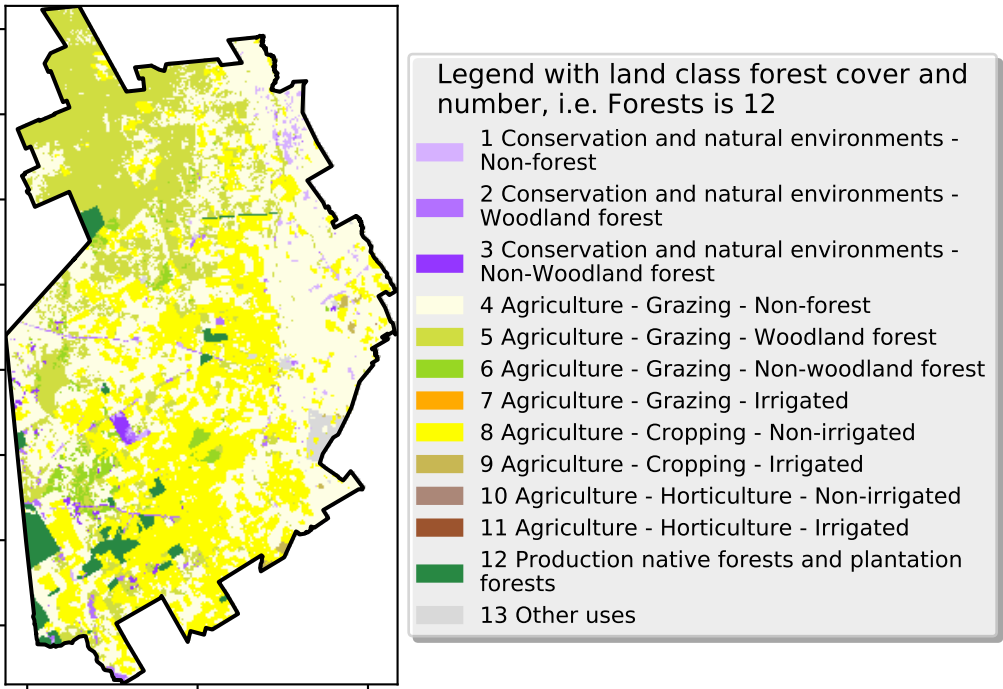 Legend with land class forest cover and
number, i.e. Forests is 12
1 Conservation and natural environments -
Non-forest
2 Conservation and natural environments -
Woodland forest
3 Conservation and natural environments -
Non-Woodland forest
4 Agriculture - Grazing - Non-forest
5 Agriculture - Grazing - Woodland forest
6 Agriculture - Grazing - Non-woodland forest
7 Agriculture - Grazing - Irrigated
8 Agriculture - Cropping - Non-irrigated
9 Agriculture - Cropping - Irrigated
10 Agriculture - Horticulture - Non-irrigated
11 Agriculture - Horticulture - Irrigated
12 Production native forests and plantation
forests
13 Other uses